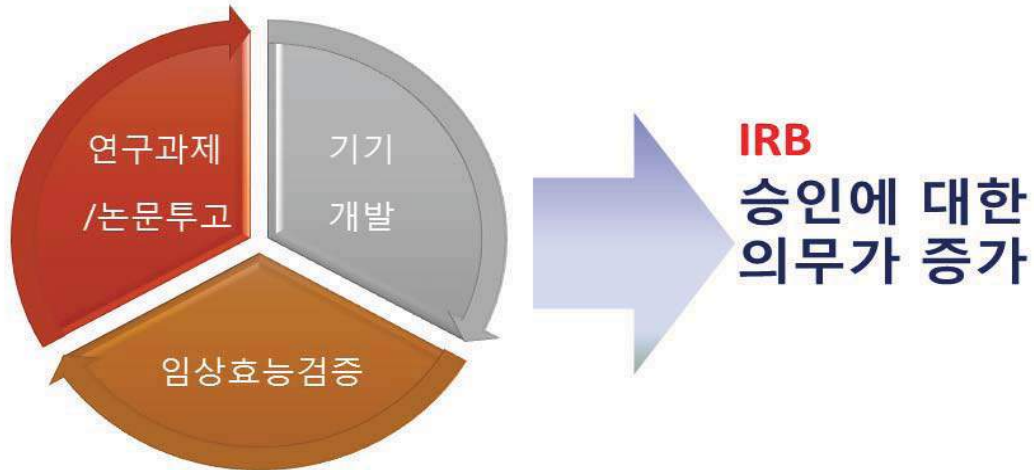 연구과제
/논문투고
기기
개발
임상효능검증
IRB
승인에 대한
의무가 증가